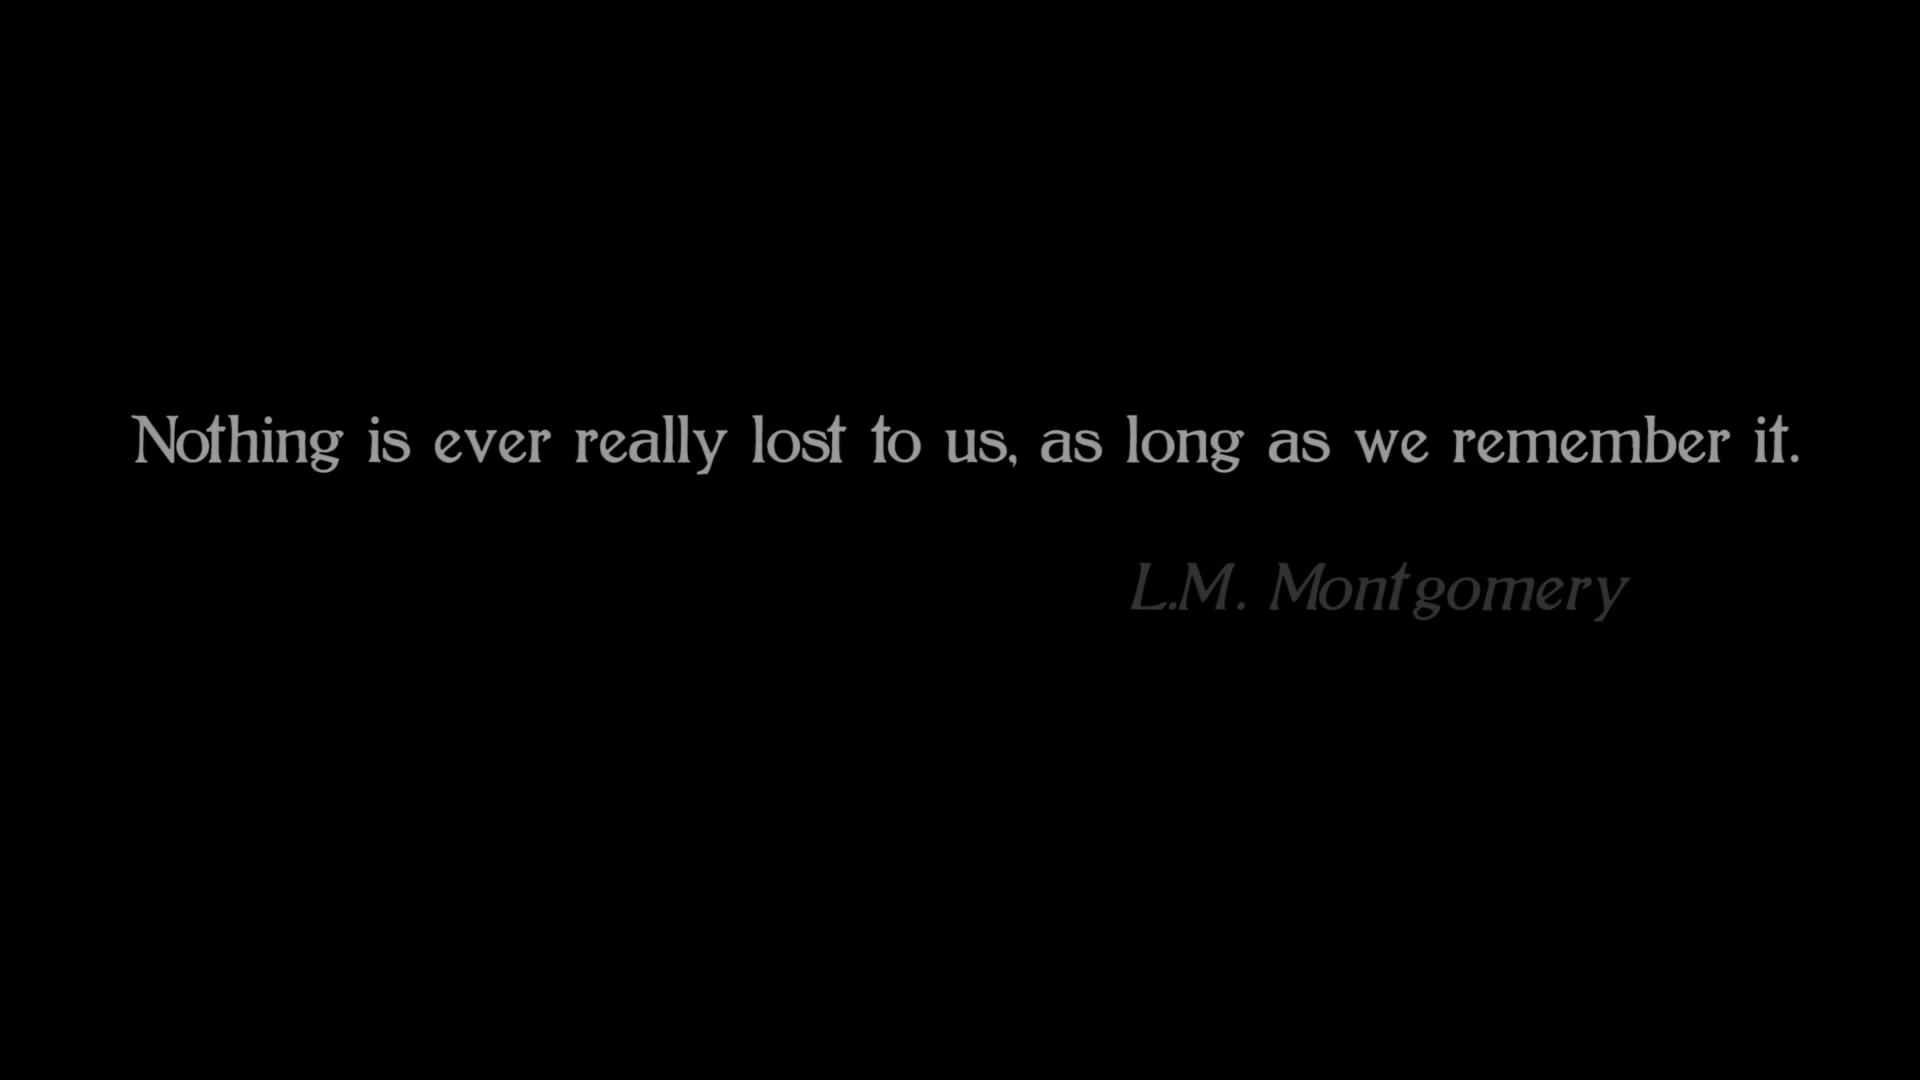 Nothing is ever really lost to us, as long as we remember it.
L.M. Montgomery